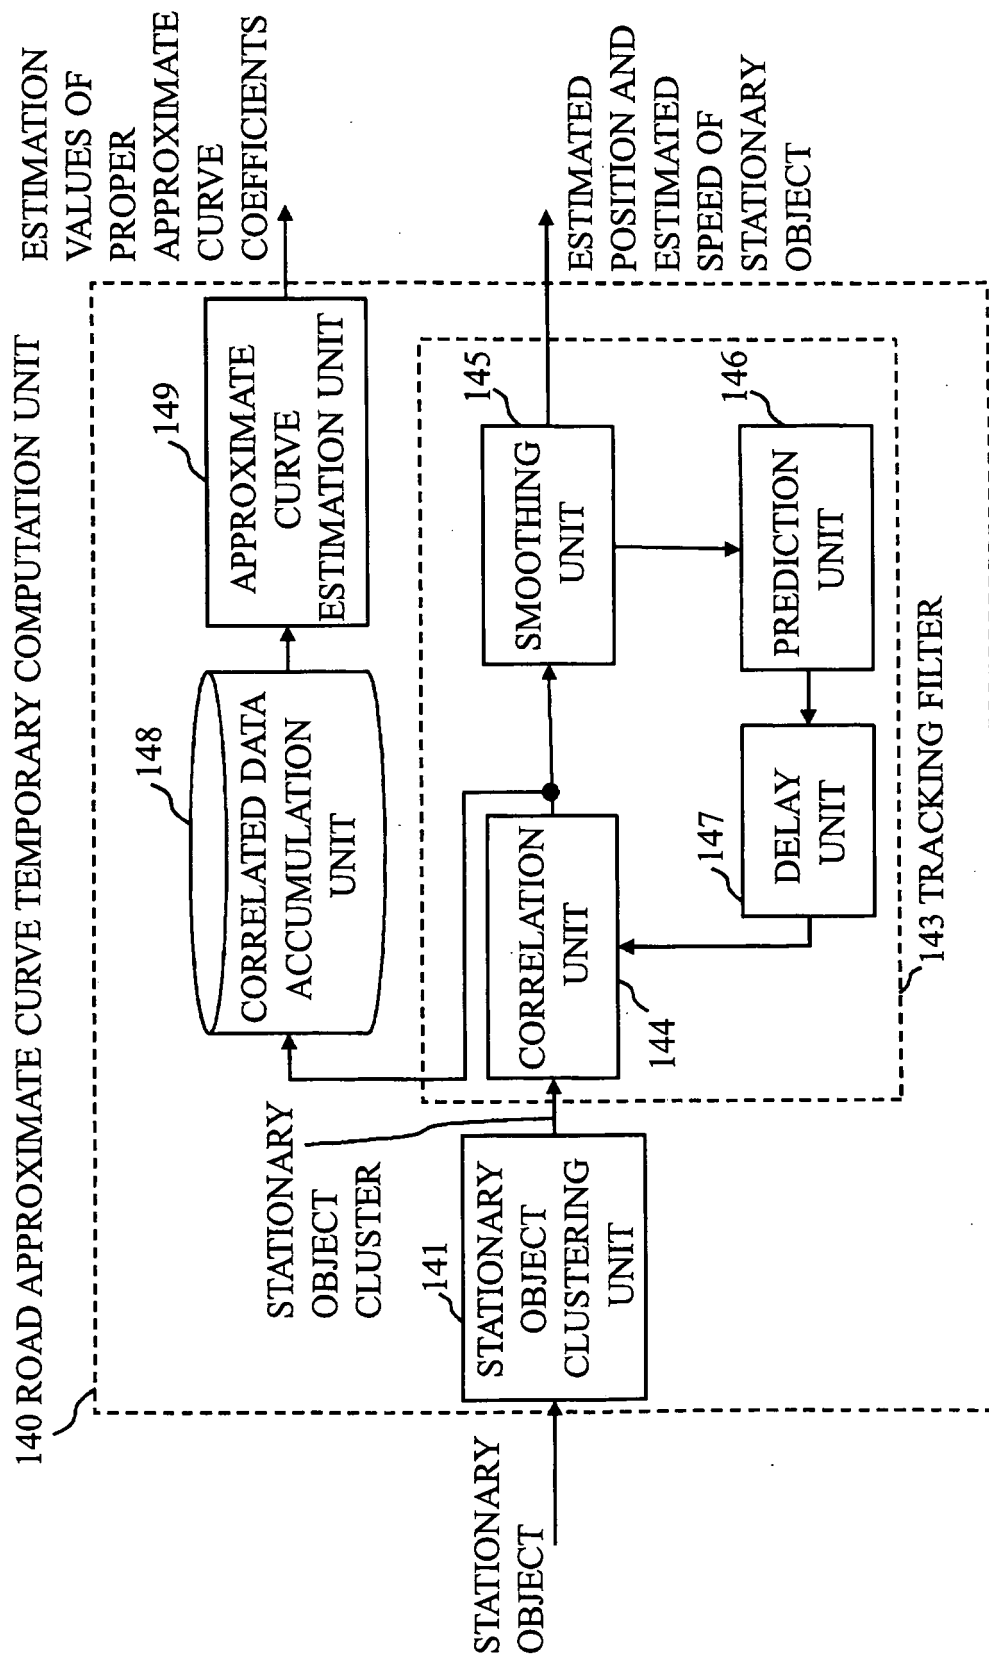 140 ROAD APPROXIMATE CURVE TEMPORARY COMPUTATION UNIT
STATIONARY
OBJECT
141
STATIONARY
OBJECT
CLUSTERING
UNIT
STATIONARY
OBJECT
CLUSTER
148
CORRELATED DATA
ACCUMULATION
UNIT
149
APPROXIMATE
CURVE
ESTIMATION UNIT
ESTIMATION
VALUES OF
PROPER
APPROXIMATE
CURVE
COEFFICIENTS
CORRELATION
UNIT
144
145
SMOOTHING
UNIT
ESTIMATED
POSITION AND
ESTIMATED
SPEED OF
STATIONARY
OBJECT
147
DELAY
UNIT
146
PREDICTION
UNIT
143 TRACKING FILTER